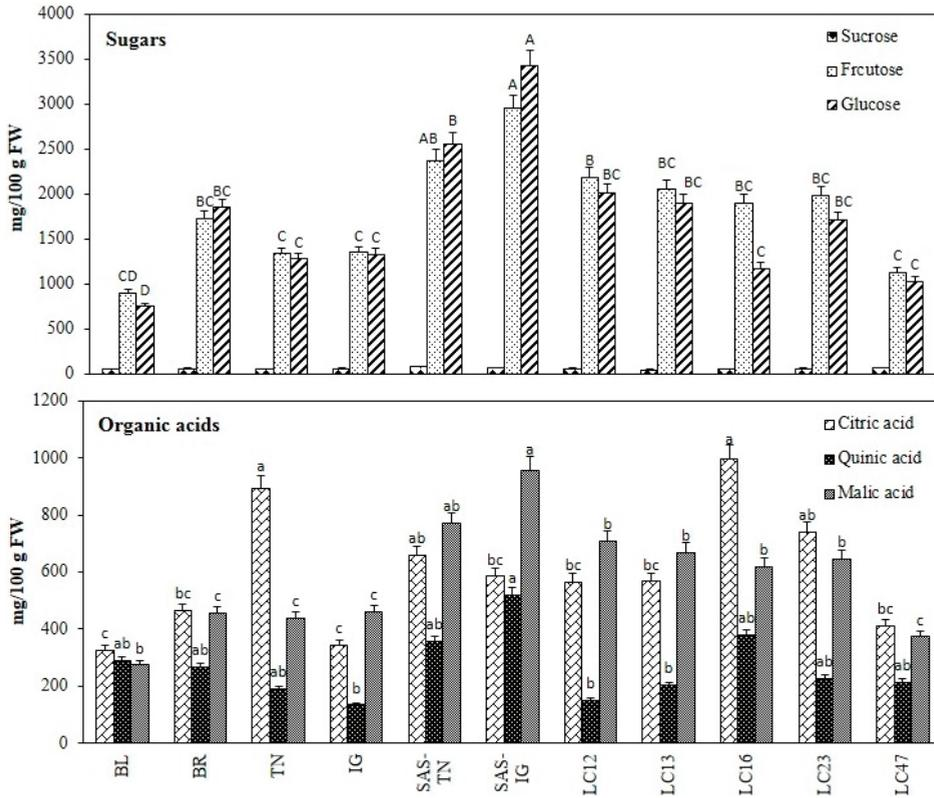 4000
Sugars
Sucrose
3500
Frcutose
3000
Glucose
2500
2000
1500
1000
500
0
mg/100 g FW
CD D BC BC C C C C AB B A A B BC BC BC BC C BC BC C C
1200
Organic acids
Citric acid
1000
Quinic acid
Malic acid
800
600
400
200
0
mg/100 g FW
c ab b bc ab c a ab c c b c ab ab ab bc a a bc b b bc b b a ab b ab ab b bc ab c
BL BR TN IG SAS-TN SAS-IG LC12 LC13 LC16 LC23 LC47